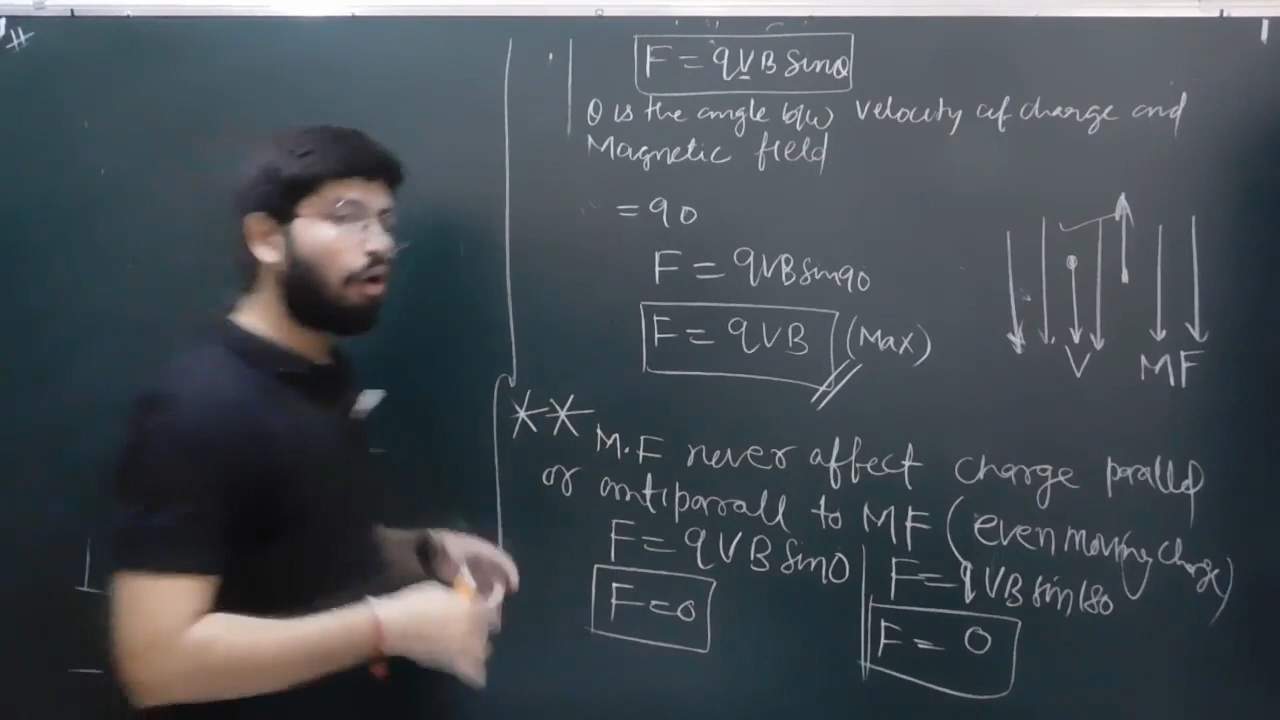 #
F = qVB sinθ
θ is the angle b/w velocity of charge and
Magnetic field
= 90
F = qVB sin90
F = qVB (Max)
V MF
** M.F never affect charge parallel
or antiparall to MF (even moving charge)
F = qVB sin0
F = 0
F = qVB sin180
F = 0